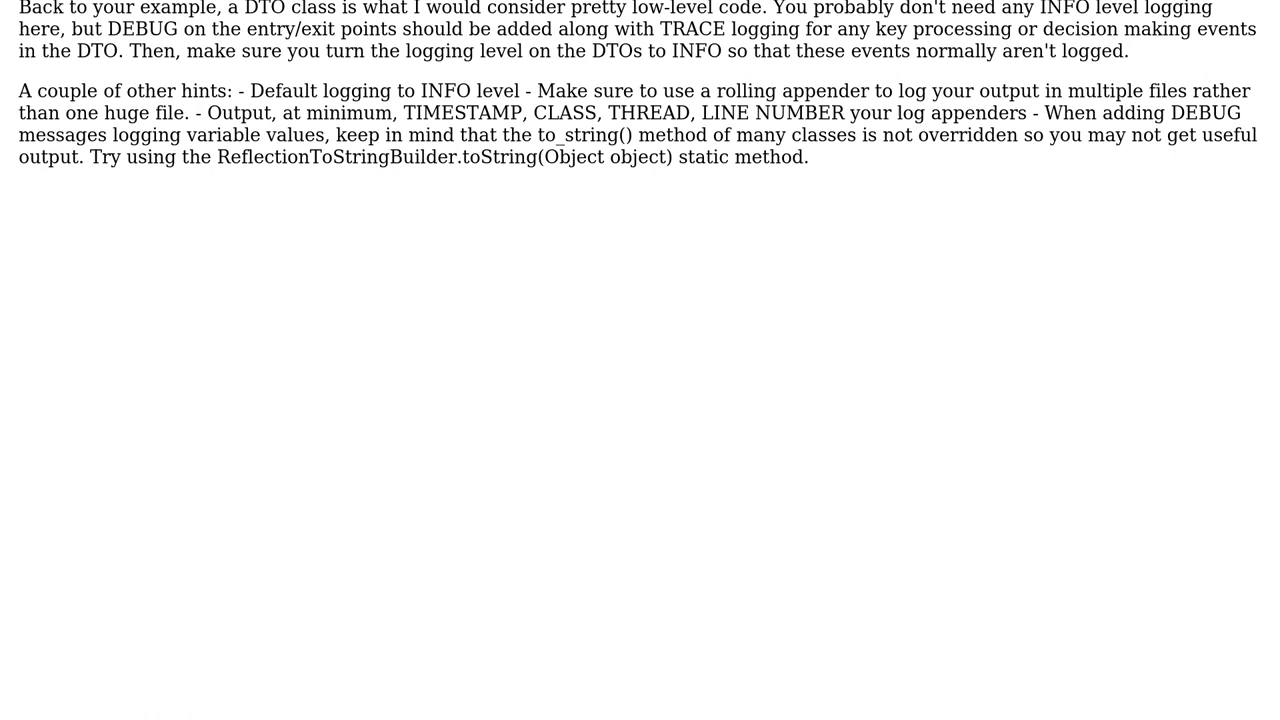 Back to your example, a DTO class is what I would consider pretty low-level code. You probably don't need any INFO level logging
here, but DEBUG on the entry/exit points should be added along with TRACE logging for any key processing or decision making events
in the DTO. Then, make sure you turn the logging level on the DTOs to INFO so that these events normally aren't logged.
A couple of other hints: - Default logging to INFO level - Make sure to use a rolling appender to log your output in multiple files rather
than one huge file. - Output, at minimum, TIMESTAMP, CLASS, THREAD, LINE NUMBER your log appenders - When adding DEBUG
messages logging variable values, keep in mind that the to_string() method of many classes is not overridden so you may not get useful
output. Try using the ReflectionToStringBuilder.toString(Object object) static method.